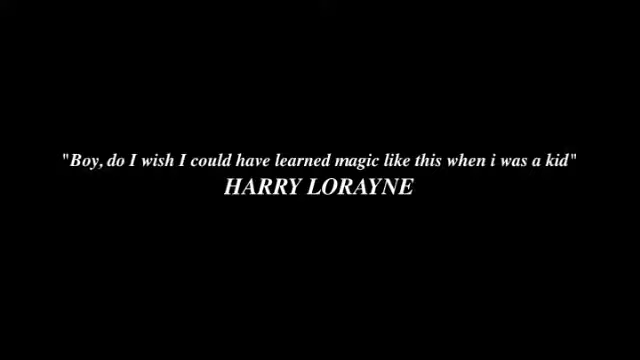 "Boy, do I wish I could have learned magic like this when i was a kid"
HARRY LORAYNE